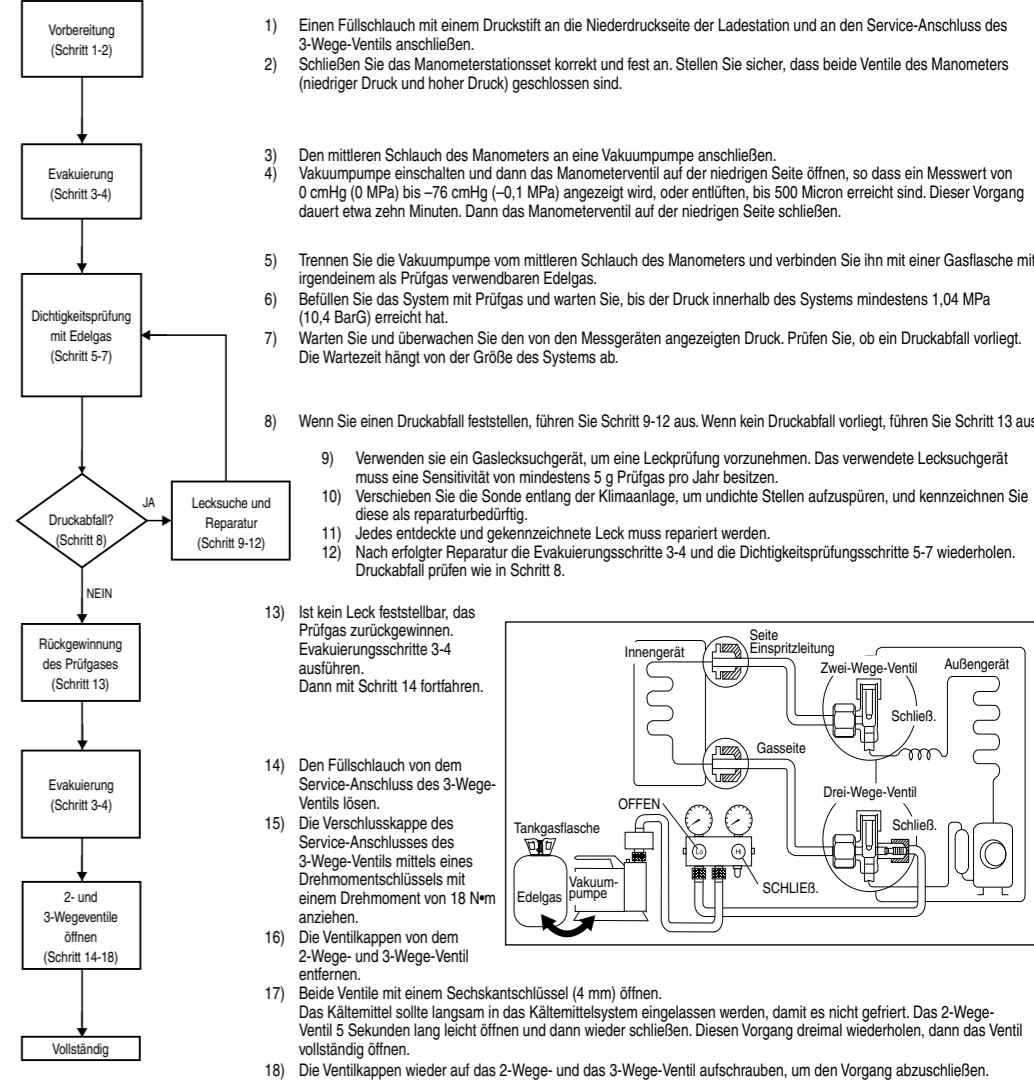 Vorbereitung
(Schritt 1-2)
Evakuierung
(Schritt 3-4)
Dichtigkeitsprüfung
mit Edelgas
(Schritt 5-7)
Druckabfall?
(Schritt 8)
JA
Lecksuche und
Reparatur
(Schritt 9-12)
NEIN
Rückgewinnung
des Prüfgases
(Schritt 13)
Evakuierung
(Schritt 3-4)
2- und
3-Wegeventile
öffnen
(Schritt 14-18)
Vollständig
1) Einen Füllschlauch mit einem Druckstift an die Niederdruckseite der Ladestation und an den Service-Anschluss des
3-Wege-Ventils anschließen.
2) Schließen Sie das Manometerstationsset korrekt und fest an. Stellen Sie sicher, dass beide Ventile des Manometers
(niedriger Druck und hoher Druck) geschlossen sind.
3) Den mittleren Schlauch des Manometers an eine Vakuumpumpe anschließen.
4) Vakuumpumpe einschalten und dann das Manometerventil auf der niedrigen Seite öffnen, so dass ein Messwert von
0 cmHg (0 MPa) bis –76 cmHg (–0,1 MPa) angezeigt wird, oder entlüften, bis 500 Micron erreicht sind. Dieser Vorgang
dauert etwa zehn Minuten. Dann das Manometerventil auf der niedrigen Seite schließen.
5) Trennen Sie die Vakuumpumpe vom mittleren Schlauch des Manometers und verbinden Sie ihn mit einer Gasflasche mit
irgendeinem als Prüfgas verwendbaren Edelgas.
6) Befüllen Sie das System mit Prüfgas und warten Sie, bis der Druck innerhalb des Systems mindestens 1,04 MPa
(10,4 BarG) erreicht hat.
7) Warten Sie und überwachen Sie den von den Messgeräten angezeigten Druck. Prüfen Sie, ob ein Druckabfall vorliegt.
Die Wartezeit hängt von der Größe des Systems ab.
8) Wenn Sie einen Druckabfall feststellen, führen Sie Schritt 9-12 aus. Wenn kein Druckabfall vorliegt, führen Sie Schritt 13 aus
9) Verwenden sie ein Gaslecksuchgerät, um eine Leckprüfung vorzunehmen. Das verwendete Lecksuchgerät
muss eine Sensitivität von mindestens 5 g Prüfgas pro Jahr besitzen.
10) Verschieben Sie die Sonde entlang der Klimaanlage, um undichte Stellen aufzuspüren, und kennzeichnen Sie
diese als reparaturbedürftig.
11) Jedes entdeckte und gekennzeichnete Leck muss repariert werden.
12) Nach erfolgter Reparatur die Evakuierungsschritte 3-4 und die Dichtigkeitsprüfungsschritte 5-7 wiederholen.
Druckabfall prüfen wie in Schritt 8.
13) Ist kein Leck feststellbar, das
Prüfgas zurückgewinnen.
Evakuierungsschritte 3-4
ausführen.
Dann mit Schritt 14 fortfahren.
14) Den Füllschlauch von dem
Service-Anschluss des 3-Wege-
Ventils lösen.
15) Die Verschlusskappe des
Service-Anschlusses des
3-Wege-Ventils mittels eines
Drehmomentschlüssels mit
einem Drehmoment von 18 N•m
anziehen.
16) Die Ventilkappen von dem
2-Wege- und 3-Wege-Ventil
entfernen.
Innengerät
Seite
Einspritzleitung
Zwei-Wege-Ventil
Außengerät
Schließ.
Gasseite
Drei-Wege-Ventil
OFFEN
Schließ.
Tankgasflasche
Lo
Hi
SCHLIEẞ.
Edelgas
Vakuum-
pumpe
17) Beide Ventile mit einem Sechskantschlüssel (4 mm) öffnen.
Das Kältemittel sollte langsam in das Kältemittelsystem eingelassen werden, damit es nicht gefriert. Das 2-Wege-
Ventil 5 Sekunden lang leicht öffnen und dann wieder schließen. Diesen Vorgang dreimal wiederholen, dann das Ventil
vollständig öffnen.
18) Die Ventilkappen wieder auf das 2-Wege- und das 3-Wege-Ventil aufschrauben, um den Vorgang abzuschließen.